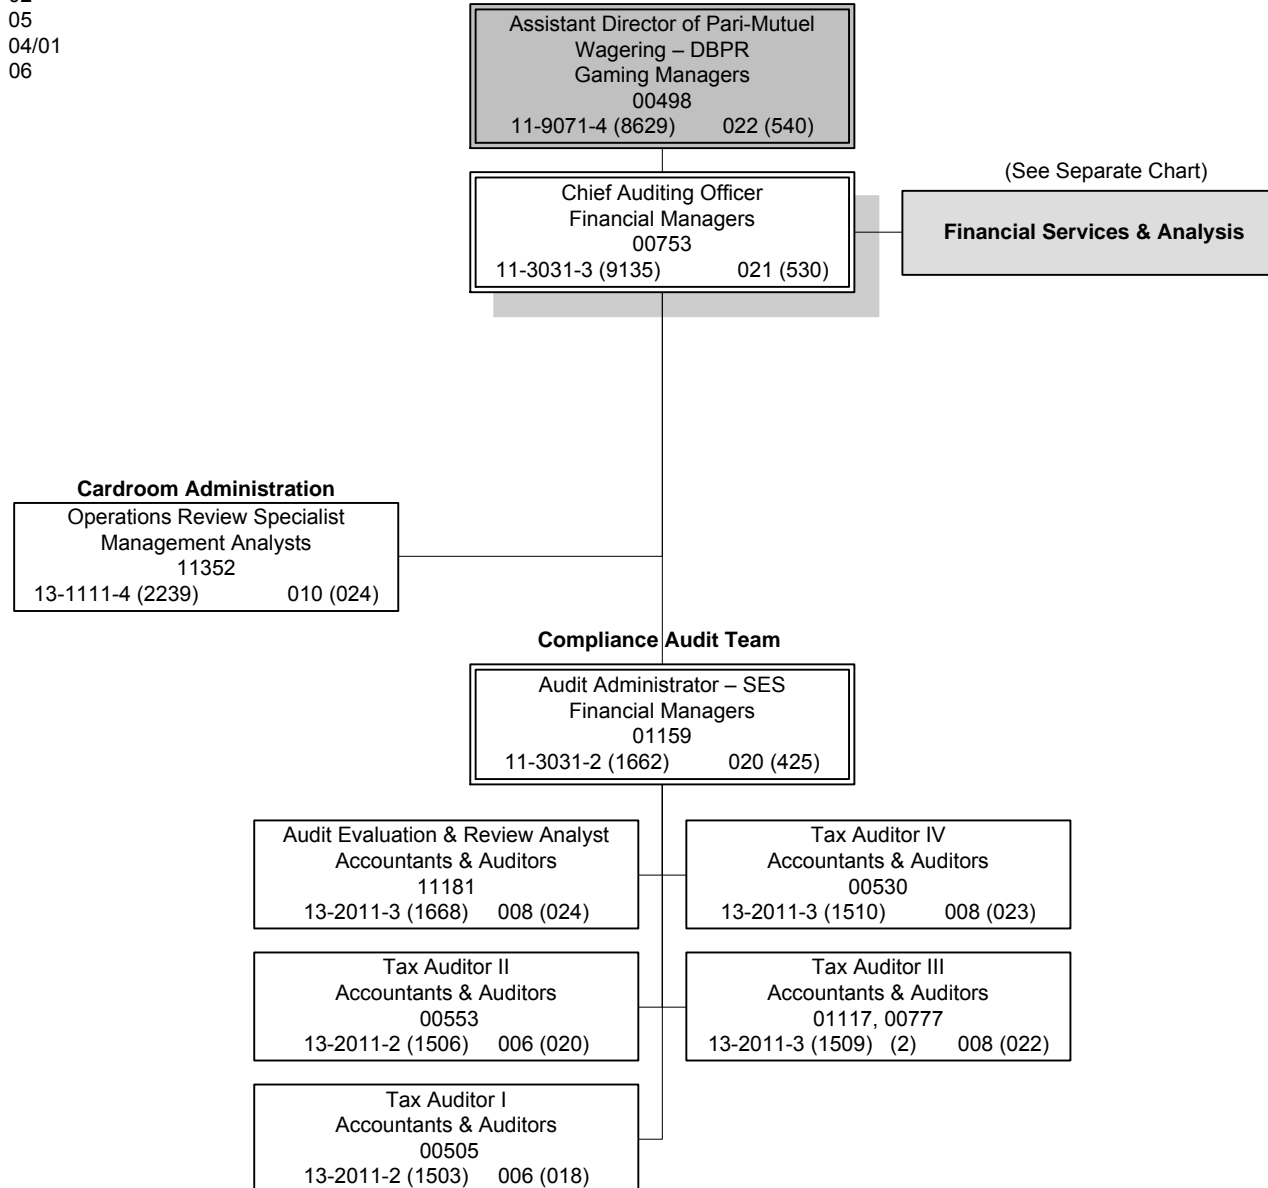 05
04/01
06
Assistant Director of Pari-Mutuel
Wagering – DBPR
Gaming Managers
00498
11-9071-4 (8629) 022 (540)
Chief Auditing Officer
Financial Managers
00753
11-3031-3 (9135) 021 (530)
(See Separate Chart)
Financial Services & Analysis
Cardroom Administration
Operations Review Specialist
Management Analysts
11352
13-1111-4 (2239) 010 (024)
Compliance Audit Team
Audit Administrator – SES
Financial Managers
01159
11-3031-2 (1662) 020 (425)
Audit Evaluation & Review Analyst
Accountants & Auditors
11181
13-2011-3 (1668) 008 (024)
Tax Auditor IV
Accountants & Auditors
00530
13-2011-3 (1510) 008 (023)
Tax Auditor II
Accountants & Auditors
00553
13-2011-2 (1506) 006 (020)
Tax Auditor III
Accountants & Auditors
01117, 00777
13-2011-3 (1509) (2) 008 (022)
Tax Auditor I
Accountants & Auditors
00505
13-2011-2 (1503) 006 (018)